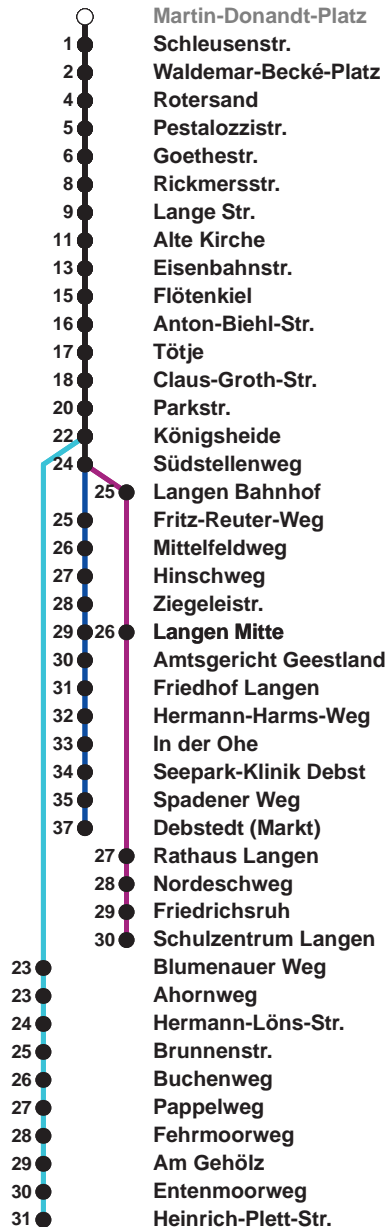 Martin-Donandt-Platz
1 Schleusenstr.
2 Waldemar-Becké-Platz
4 Rotersand
5 Pestalozzistr.
6 Goethestr.
8 Rickmersstr.
9 Lange Str.
11 Alte Kirche
13 Eisenbahnstr.
15 Flötenkiel
16 Anton-Biehl-Str.
17 Tötje
18 Claus-Groth-Str.
20 Parkstr.
22 Königsheide
24 Südstellenweg
25 Langen Bahnhof
25 Fritz-Reuter-Weg
26 Mittelfeldweg
27 Hinschweg
28 Ziegeleistr.
29 26 Langen Mitte
30 Amtsgericht Geestland
31 Friedhof Langen
32 Hermann-Harms-Weg
33 In der Ohe
34 Seepark-Klinik Debst
35 Spadener Weg
37 Debstedt (Markt)
27 Rathaus Langen
28 Nordeschweg
29 Friedrichsruh
30 Schulzentrum Langen
23 Blumenauer Weg
23 Ahornweg
24 Hermann-Löns-Str.
25 Brunnenstr.
26 Buchenweg
27 Pappelweg
28 Fehrmoorweg
29 Am Gehölz
30 Entenmoorweg
31 Heinrich-Plett-Str.